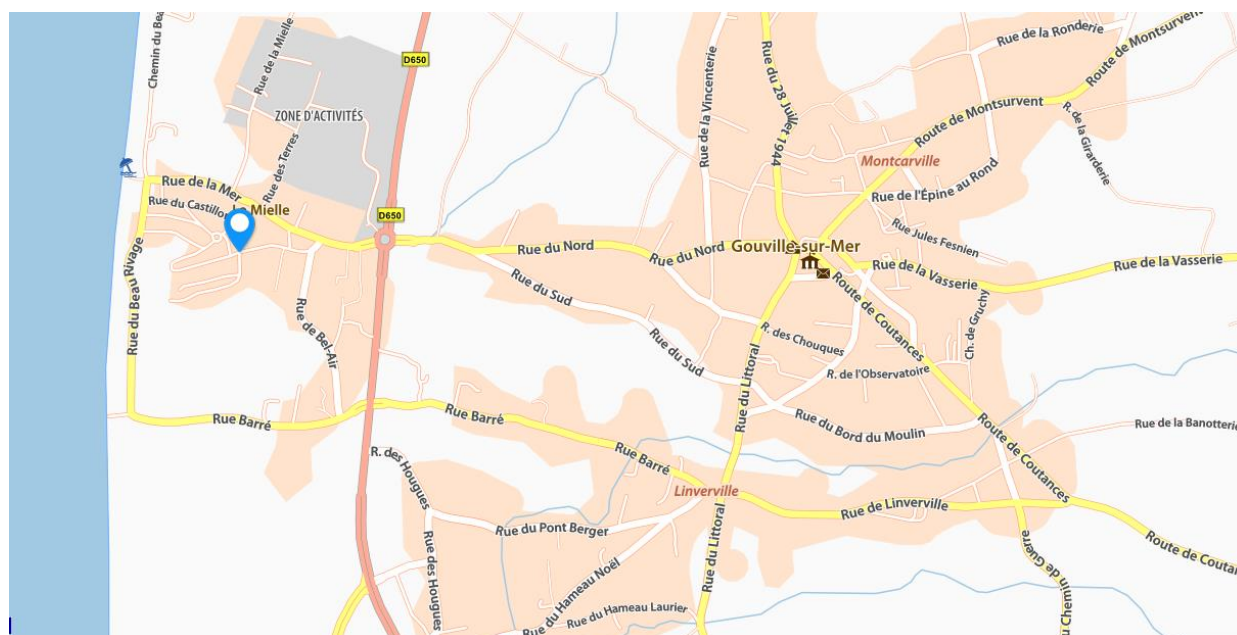 Chemin du Beau
Rue de la Mielle
D650
ZONE D'ACTIVITÉS
Rue des Terres
Rue de la Mer
Rue du Castillon
Mielle
D650
Rue du Beau Rivage
Rue de Bel-Air
Rue Barré
Rue du Nord
Rue du Nord
Rue du Sud
Rue du Sud
Rue de la Vincenterie
Rue du 28 Juillet 1944
Rue de la Ronderie
Route de Montsurvent
Route de Montsurvent
R. de la Girarderie
Montcarville
Rue de l'Épine au Rond
Rue Jules Fesnien
Gouville-sur-Mer
Rue de la Vasserie
Rue de la Vasserie
Route de Coutances
Ch. de Gruchy
R. des Chouques
R. de l'Observatoire
Rue du Littoral
Rue du Bord du Moulin
Route de Coutances
Rue de la Banotterie
Rue Barré
Rue Barré
Linverville
Rue de Linverville
R. des Hougues
Rue du Pont Berger
Rue des Hougues
Rue du Hameau Noël
Rue du Hameau Laurier
Rue du Littoral
u Chemin de Guerre
Route de Coutan